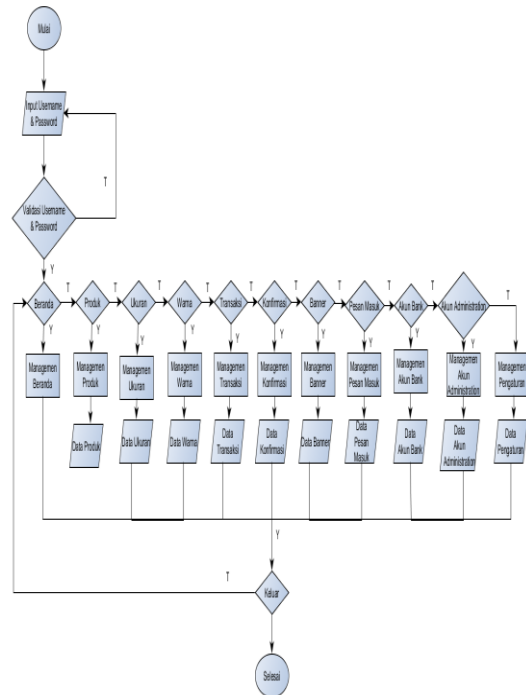 Mulai
Input Username
& Password
T
Validasi Username
& Password
Y
T T T T T T T T T T
Beranda
Produk
Ukuran
Warna
Transaksi
Konfirmasi
Banner
Pesan Masuk
Akun Bank
Akun Administration
Y Y Y Y Y Y Y Y Y Y
Managemen
Beranda
Managemen
Produk
Managemen
Ukuran
Managemen
Warna
Managemen
Transaksi
Managemen
Konfirmasi
Managemen
Banner
Managemen
Pesan Masuk
Managemen
Akun Bank
Managemen
Akun
Administration
Managemen
Pengaturan
Data Produk
Data Ukuran
Data Warna
Data
Transaksi
Data
Konfirmasi
Data Banner
Data
Pesan
Masuk
Data
Akun Bank
Data
Akun
Administration
Data
Pengaturan
Y
T
Keluar
Selesai